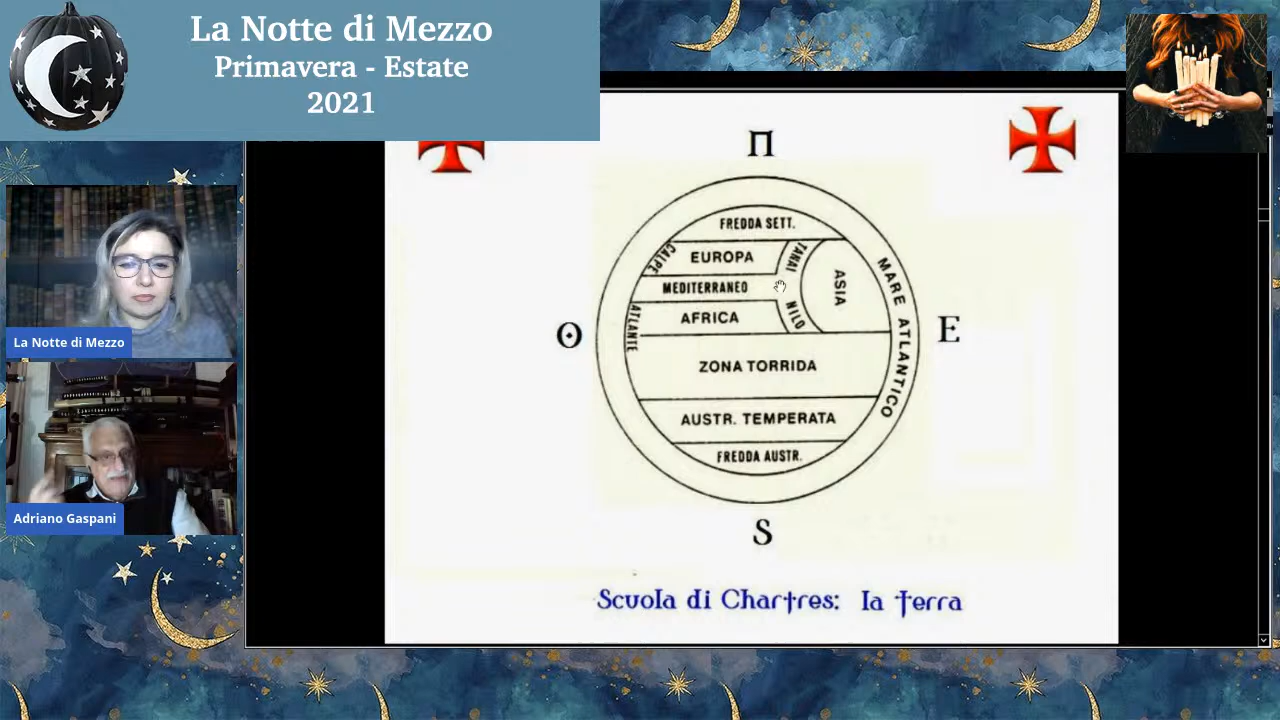 La Notte di Mezzo
Primavera - Estate
2021
La Notte di Mezzo
Adriano Gaspani
Π
FREDDA SETT.
CALPE
EUROPA
TANAI
ASIA
MEDITERRANEO
NILO
ATLANTE
AFRICA
MARE ATLANTICO
O
E
ZONA TORRIDA
AUSTR. TEMPERATA
FREDDA AUSTR.
S
Scuola di Chartres: la Terra